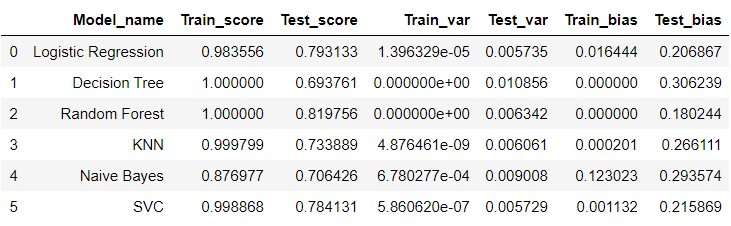 Model_name Train_score Test_score Train_var Test_var Train_bias Test_bias
0 Logistic Regression 0.983556 0.793133 1.396329e-05 0.005735 0.016444 0.206867
1 Decision Tree 1.000000 0.693761 0.000000e+00 0.010856 0.000000 0.306239
2 Random Forest 1.000000 0.819756 0.000000e+00 0.006342 0.000000 0.180244
3 KNN 0.999799 0.733889 4.876461e-09 0.006061 0.000201 0.266111
4 Naive Bayes 0.876977 0.706426 6.780277e-04 0.009008 0.123023 0.293574
5 SVC 0.998868 0.784131 5.860620e-07 0.005729 0.001132 0.215869